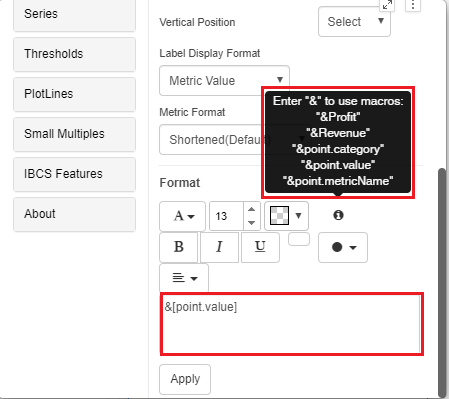 Series
Thresholds
PlotLines
Small Multiples
IBCS Features
About
Vertical Position
Select
Label Display Format
Metric Value
Metric Format
Shortened(Defau
Enter "&" to use macros:
"&Profit"
"&Revenue"
"&point.category"
"&point.value"
"&point.metricName"
Format
A
13
B
I
U
&[point.value]
Apply